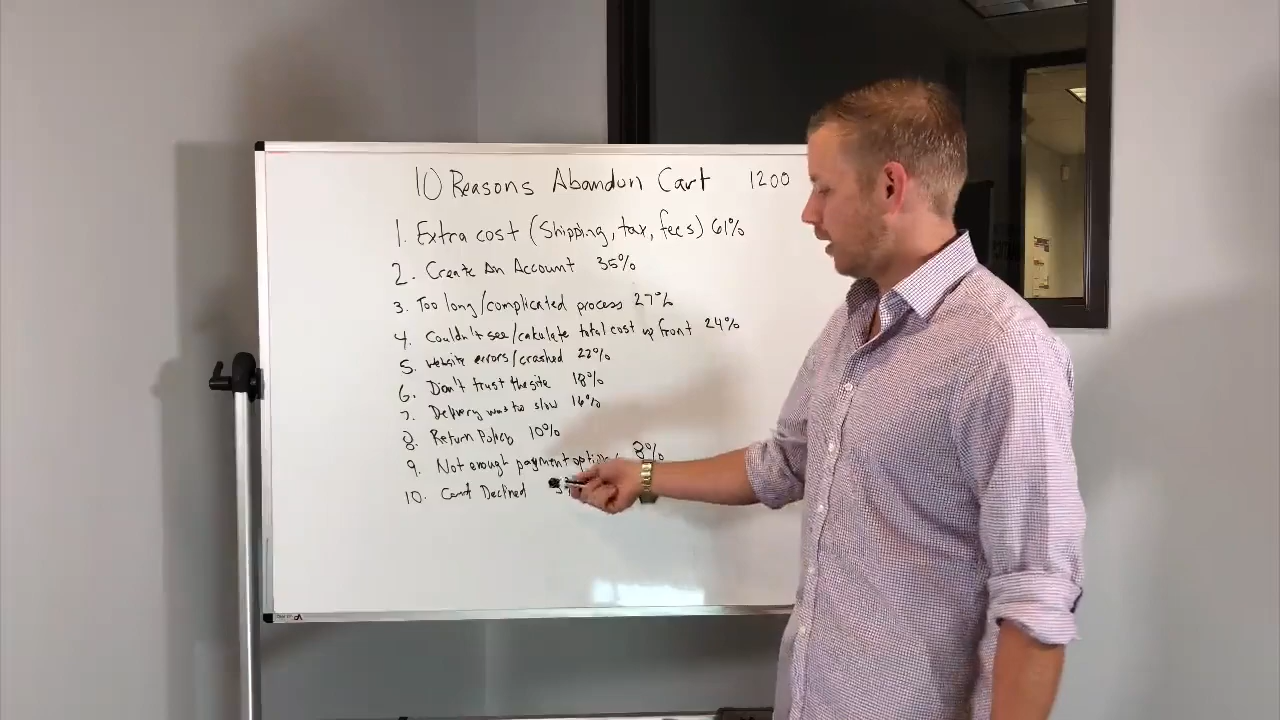 10 Reasons Abandon Cart 1200
1. Extra cost (Shipping, tax, fees) 61%
2. Create An Account 35%
3. Too long/complicated process 27%
4. Couldn't see/calculate total cost up front 24%
5. website errors/crashed 22%
6. Don't trust the site 18%
7. Delivery was to slow 16%
8. Return Policy 10%
9. Not enough payment 8%
10. Card Declined